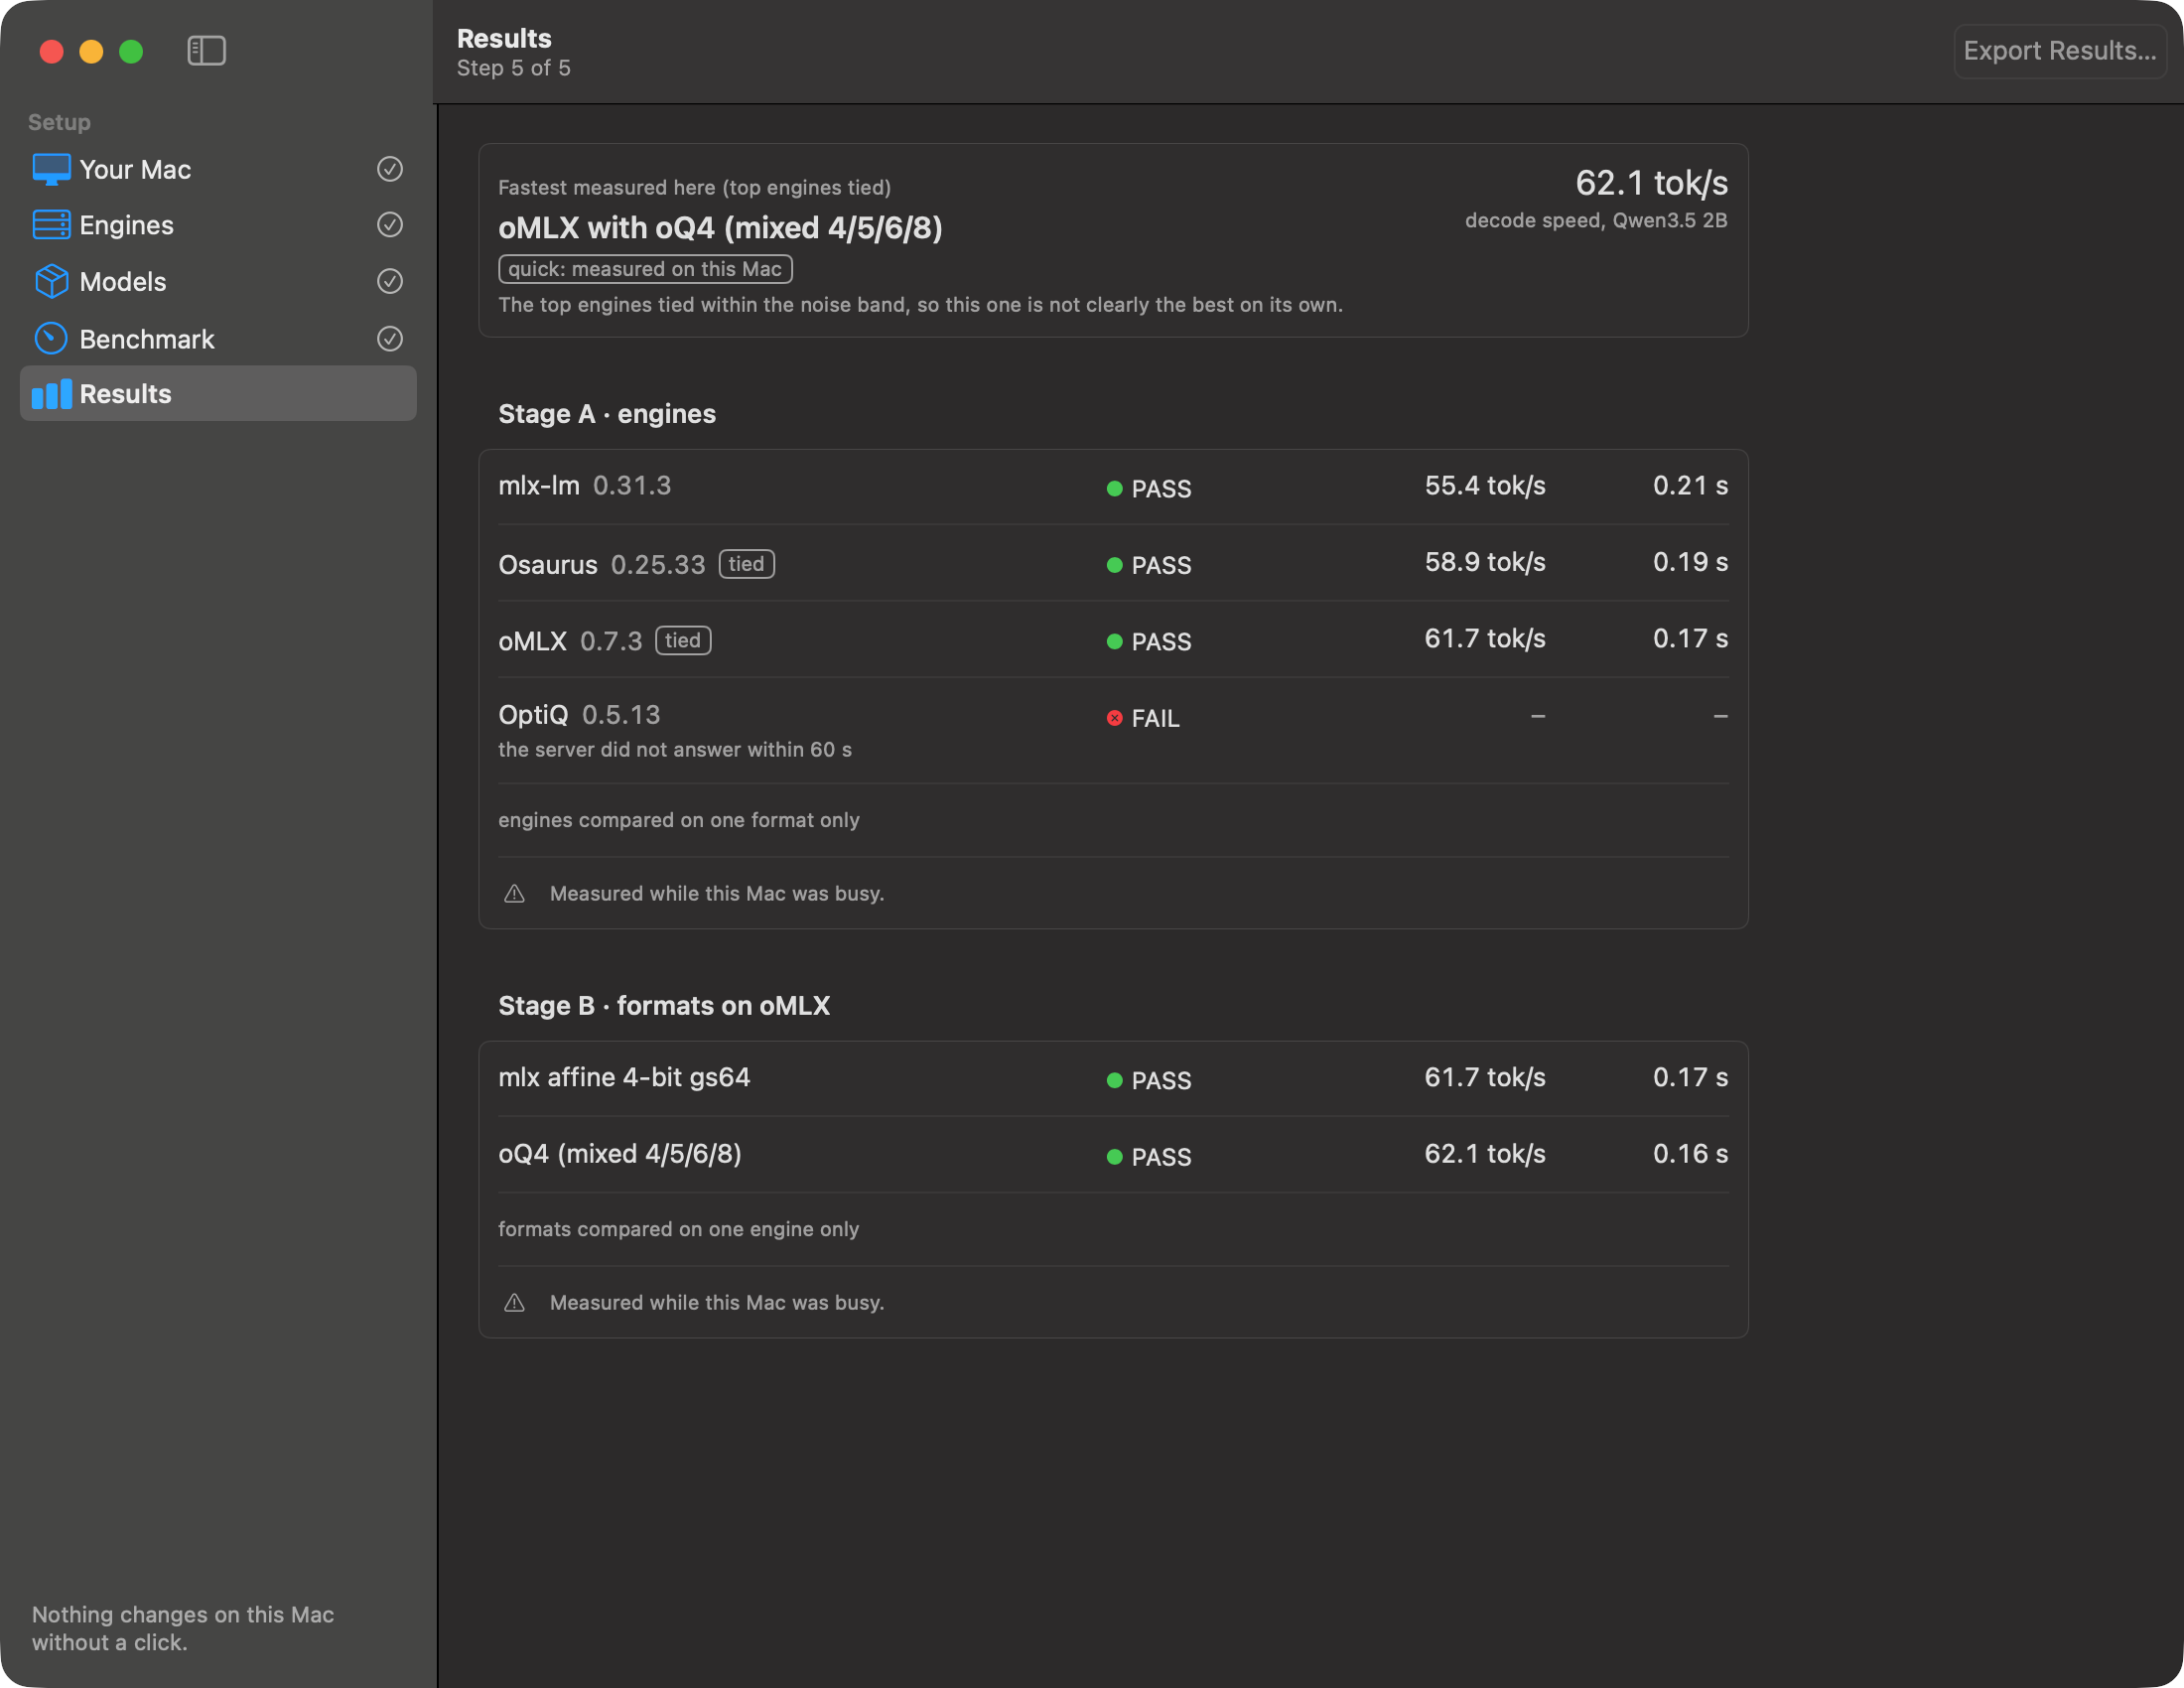 Results
Step 5 of 5
Export Results...
Setup
Your Mac
Engines
Models
Benchmark
Results
Nothing changes on this Mac
without a click.
Fastest measured here (top engines tied)
62.1 tok/s
oMLX with oQ4 (mixed 4/5/6/8)
decode speed, Qwen3.5 2B
quick: measured on this Mac
The top engines tied within the noise band, so this one is not clearly the best on its own.
Stage A · engines
mlx-lm 0.31.3 PASS 55.4 tok/s 0.21 s
Osaurus 0.25.33 tied PASS 58.9 tok/s 0.19 s
oMLX 0.7.3 tied PASS 61.7 tok/s 0.17 s
OptiQ 0.5.13 FAIL – –
the server did not answer within 60 s
engines compared on one format only
Measured while this Mac was busy.
Stage B · formats on oMLX
mlx affine 4-bit gs64 PASS 61.7 tok/s 0.17 s
oQ4 (mixed 4/5/6/8) PASS 62.1 tok/s 0.16 s
formats compared on one engine only
Measured while this Mac was busy.